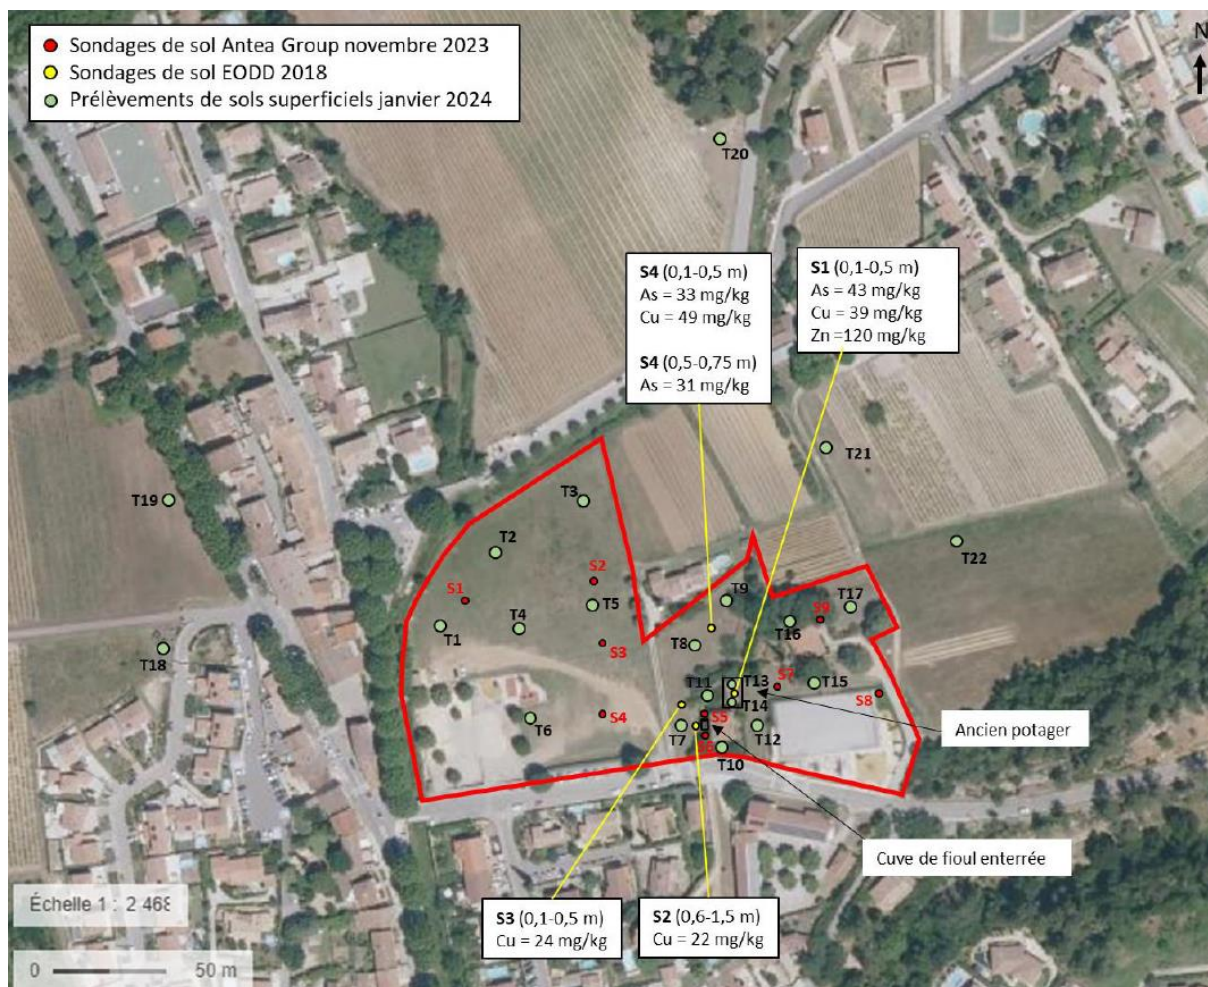 Sondages de sol Antea Group novembre 2023
Sondages de sol EODD 2018
Prélèvements de sols superficiels janvier 2024
N
T20
S4 (0,1-0,5 m)
As = 33 mg/kg
Cu = 49 mg/kg
S4 (0,5-0,75 m)
As = 31 mg/kg
S1 (0,1-0,5 m)
As = 43 mg/kg
Cu = 39 mg/kg
Zn =120 mg/kg
T21
T19
T3
T2
T22
S2
S1
T5
T9
T17
S9
T1
T4
T16
T18
S3
T8
T13
S7
T15
T11
S8
T14
S4
S5
T6
T7
T12
S6
T10
Ancien potager
Cuve de fioul enterrée
Échelle 1 : 2 468
0 50 m
S3 (0,1-0,5 m)
Cu = 24 mg/kg
S2 (0,6-1,5 m)
Cu = 22 mg/kg